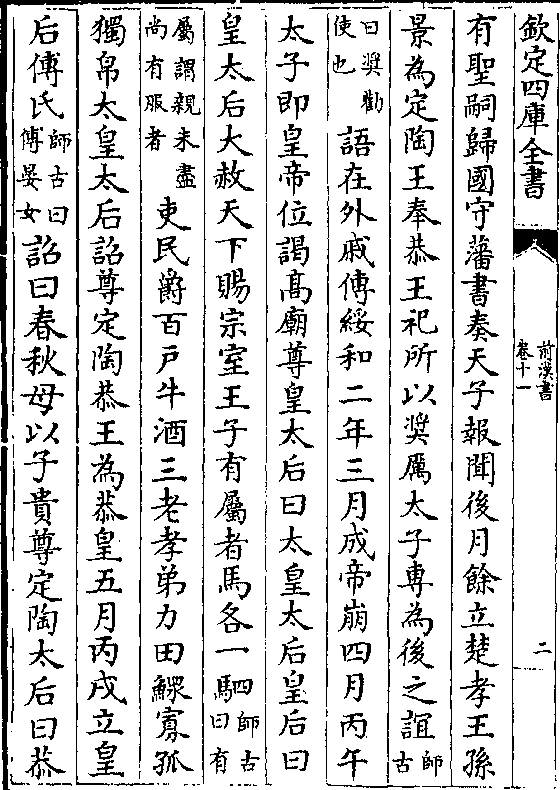 欽定四庫全書
前漢書
卷十一
二
有聖嗣歸國守藩書奏天子報聞後月餘立楚孝王孫
景為定陶王奉恭王祀所以奨厲太子専為後之誼師古
曰奨勸使也語在外戚傳綏和二年三月成帝崩四月丙午
太子即皇帝位謁髙廟尊皇太后曰太皇太后皇后曰
皇太后大赦天下賜宗室王子有屬者馬各一駟師古曰有
屬謂親未盡尚有服者吏民爵百戸牛酒三老孝弟力田鰥寡孤
獨帛太皇太后詔尊定陶恭王為恭皇五月丙戌立皇
后傅氏師古曰傅晏女詔曰春秋母以子貴尊定陶太后曰恭